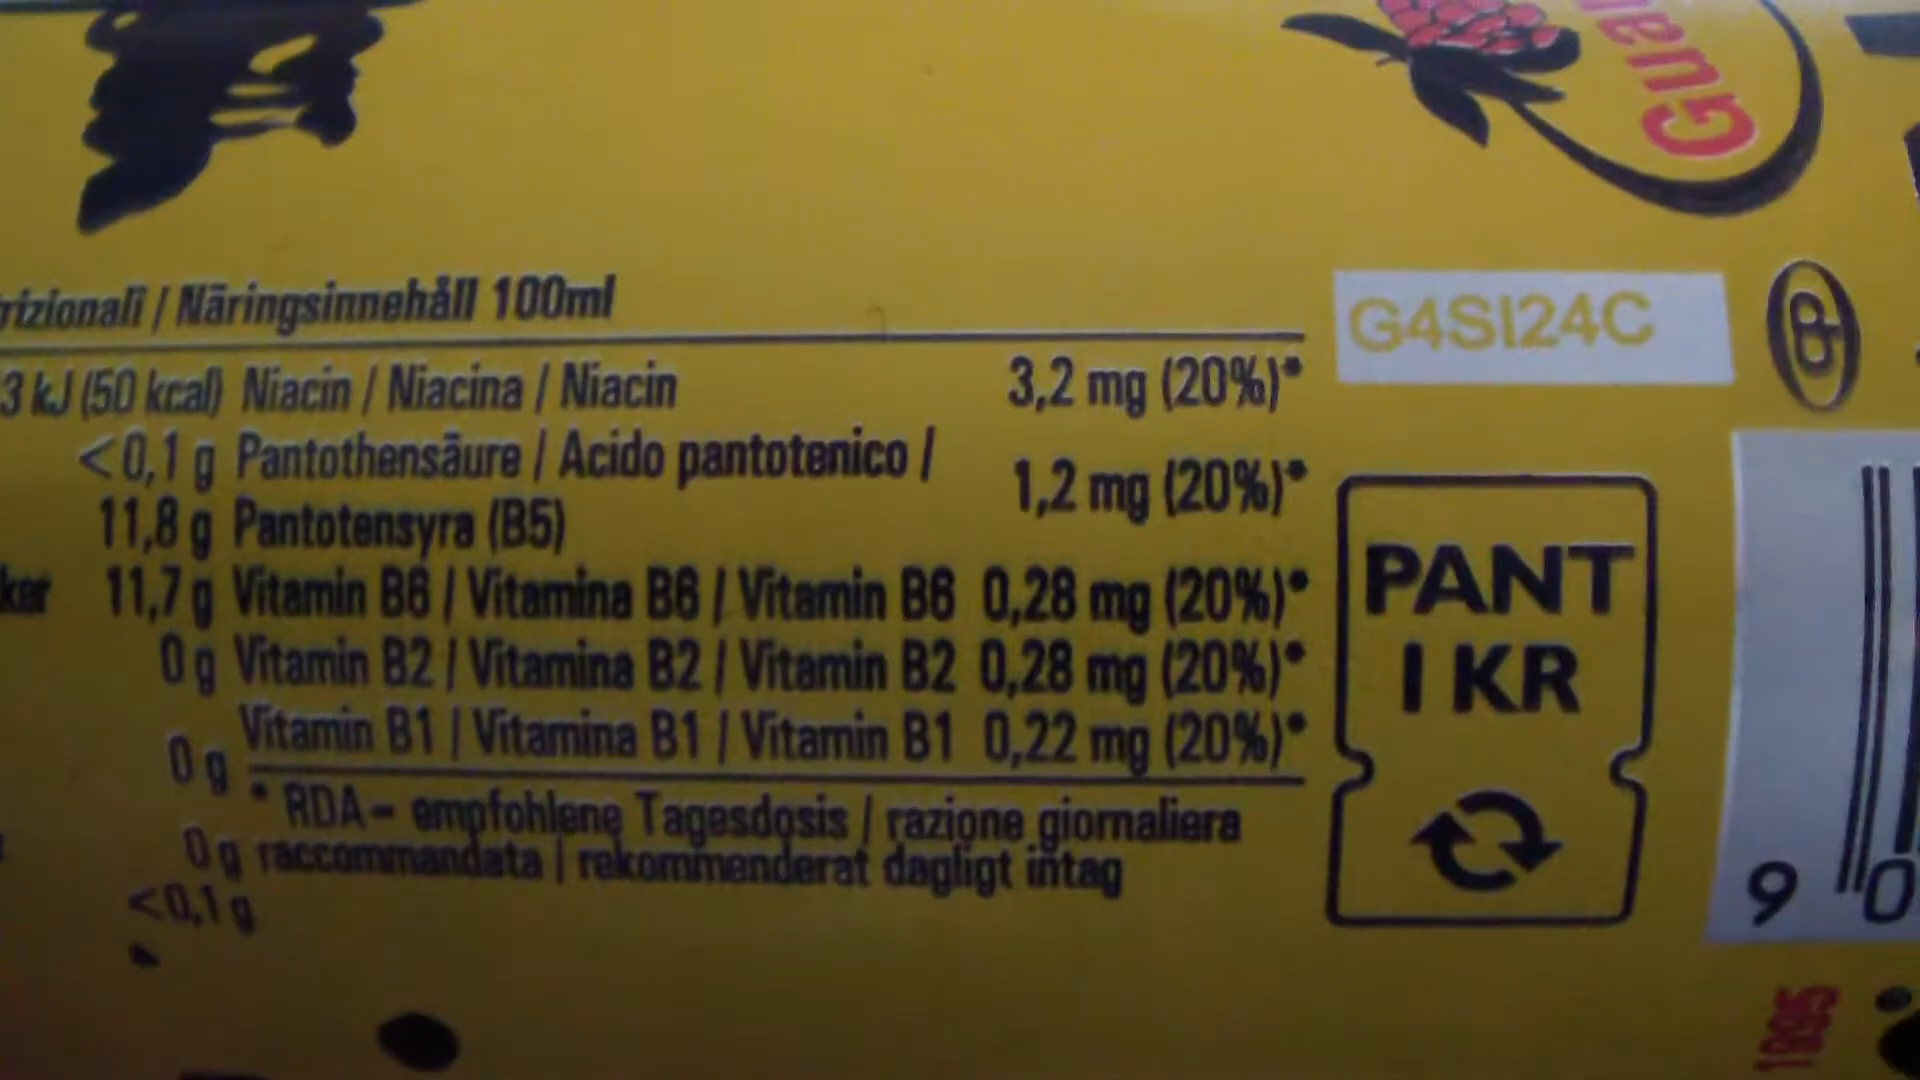 Guar
rizionali / Näringsinnehåll 100ml
G4SI24C
3 kJ (50 kcal) Niacin / Niacina / Niacin 3,2 mg (20%)*
<0,1 g Pantothensäure / Acido pantotenico / 1,2 mg (20%)*
11,8 g Pantotensyra (B5)
ker 11,7 g Vitamin B6 / Vitamina B6 / Vitamin B6 0,28 mg (20%)*
0 g Vitamin B2 / Vitamina B2 / Vitamin B2 0,28 mg (20%)*
Vitamin B1 / Vitamina B1 / Vitamin B1 0,22 mg (20%)*
0 g
* RDA - empfohlene Tagesdosis / razione giornaliera
0 g raccommandata / rekommenderat dagligt intag
<0,1 g
PANT
1 KR
9 0